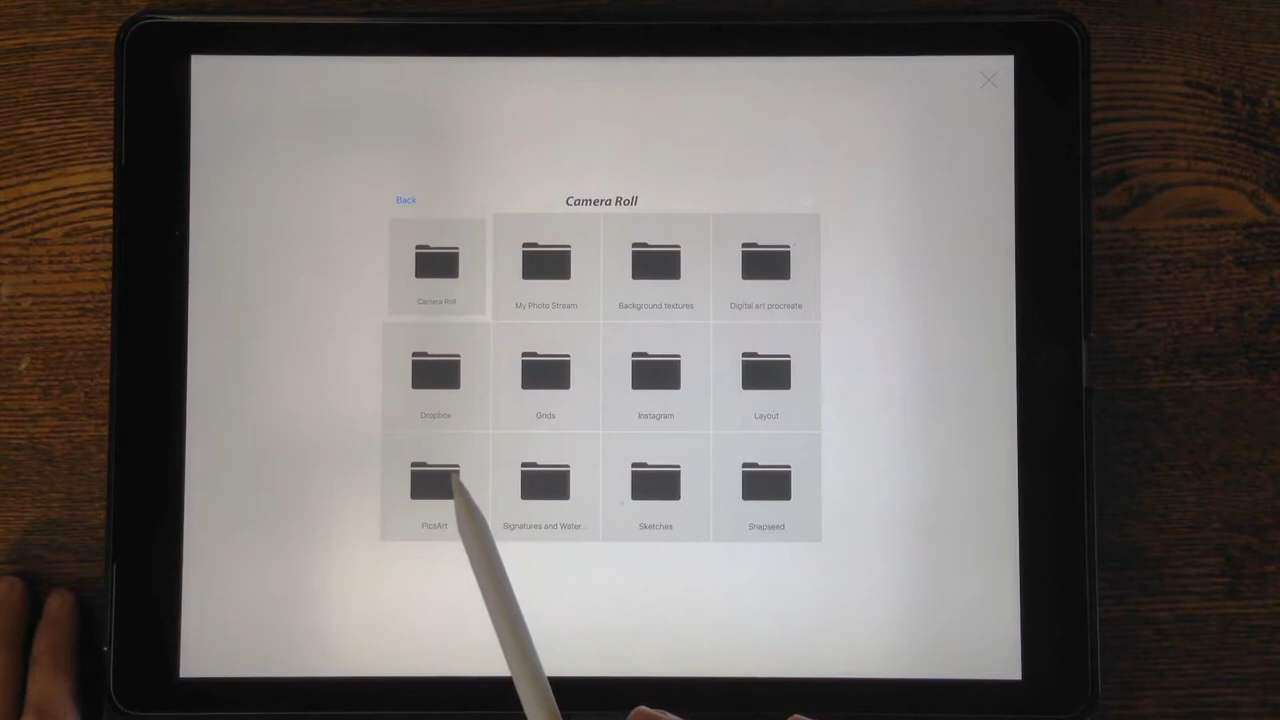 Back
Camera Roll
Camera Roll
My Photo Stream
Background textures
Digital art procreate
Dropbox
Grids
Instagram
Layout
PicsArt
Signatures and Water...
Sketches
Snapseed